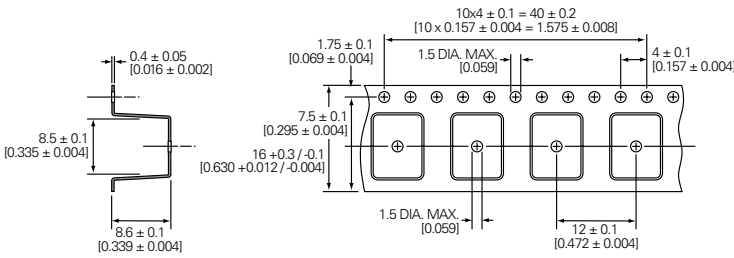 10x4 ± 0.1 = 40 ± 0.2
[10 x 0.157 ± 0.004 = 1.575 ± 0.008]
0.4 ± 0.05
[0.016 ± 0.002]
1.75 ± 0.1
[0.069 ± 0.004]
1.5 DIA. MAX.
[0.059]
4 ± 0.1
[0.157 ± 0.004]
8.5 ± 0.1
[0.335 ± 0.004]
7.5 ± 0.1
[0.295 ± 0.004]
16 +0.3 / -0.1
[0.630 +0.012 / -0.004]
8.6 ± 0.1
[0.339 ± 0.004]
1.5 DIA. MAX.
[0.059]
12 ± 0.1
[0.472 ± 0.004]